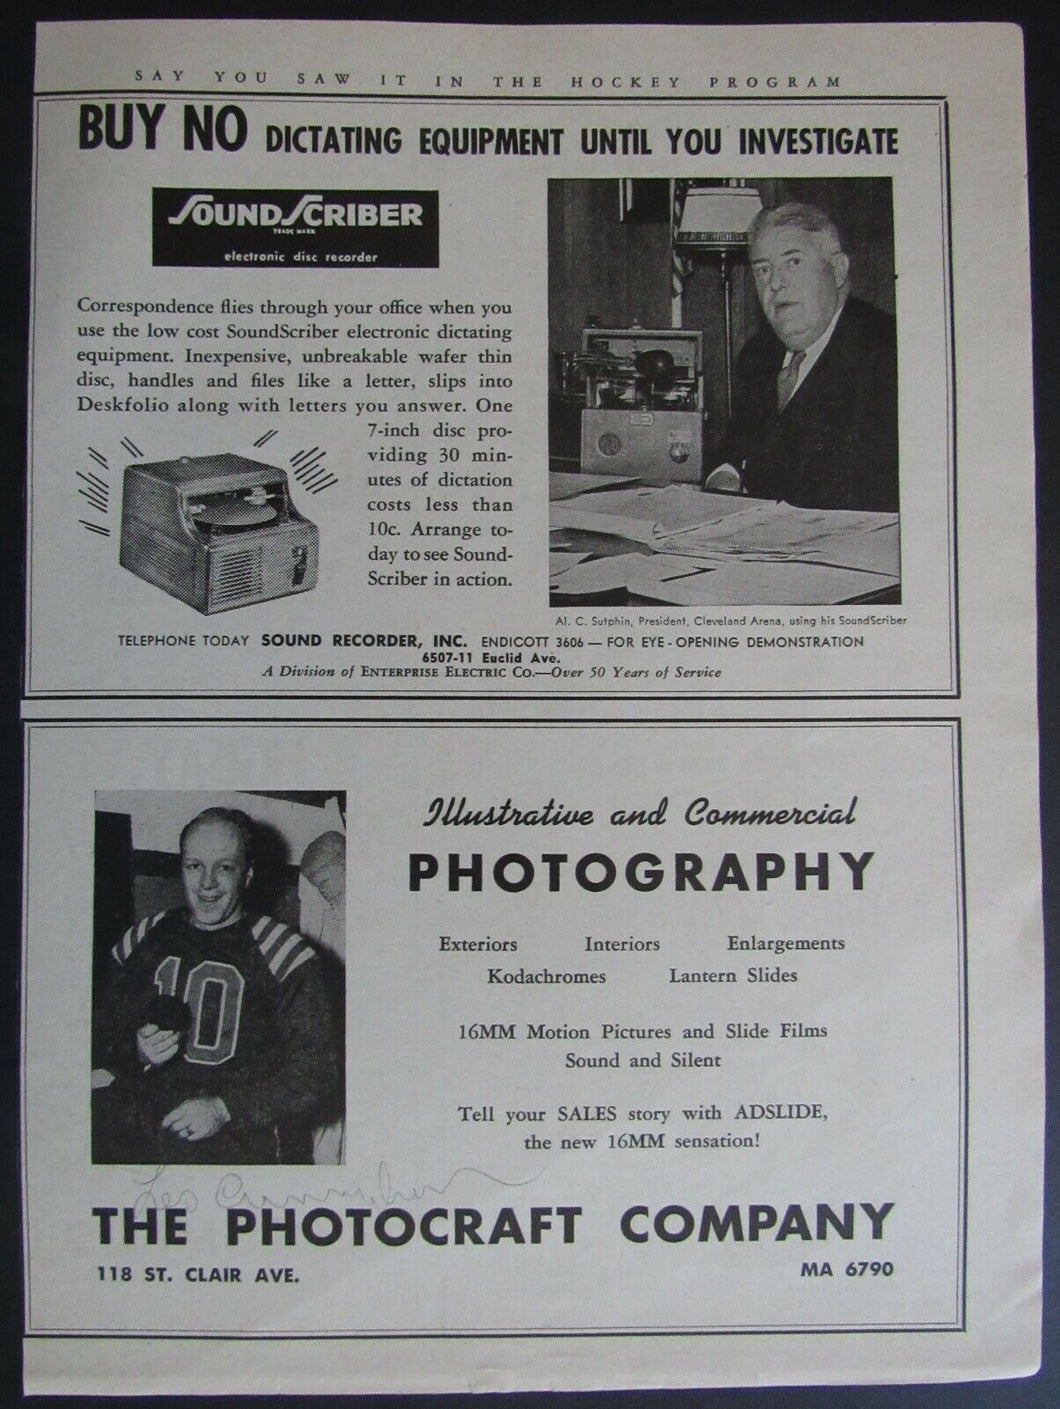 SAY YOU SAW IT IN THE HOCKEY PROGRAM
BUY NO DICTATING EQUIPMENT UNTIL YOU INVESTIGATE
SOUNDSCRIBER
TRADE MARK
electronic disc recorder
Correspondence flies through your office when you
use the low cost SoundScriber electronic dictating
equipment. Inexpensive, unbreakable wafer thin
disc, handles and files like a letter, slips into
Deskfolio along with letters you answer. One
7-inch disc pro-
viding 30 min-
utes of dictation
costs less than
10c. Arrange to-
day to see Sound-
Scriber in action.
Al. C. Sutphin, President, Cleveland Arena, using his SoundScriber
TELEPHONE TODAY SOUND RECORDER, INC. ENDICOTT 3606 — FOR EYE-OPENING DEMONSTRATION
6507-11 Euclid Ave.
A Division of ENTERPRISE ELECTRIC CO.—Over 50 Years of Service
10
Illustrative and Commercial
PHOTOGRAPHY
Exteriors Interiors Enlargements
Kodachromes Lantern Slides
16MM Motion Pictures and Slide Films
Sound and Silent
Tell your SALES story with ADSLIDE,
the new 16MM sensation!
Les Cunningham
THE PHOTOCRAFT COMPANY
118 ST. CLAIR AVE. MA 6790